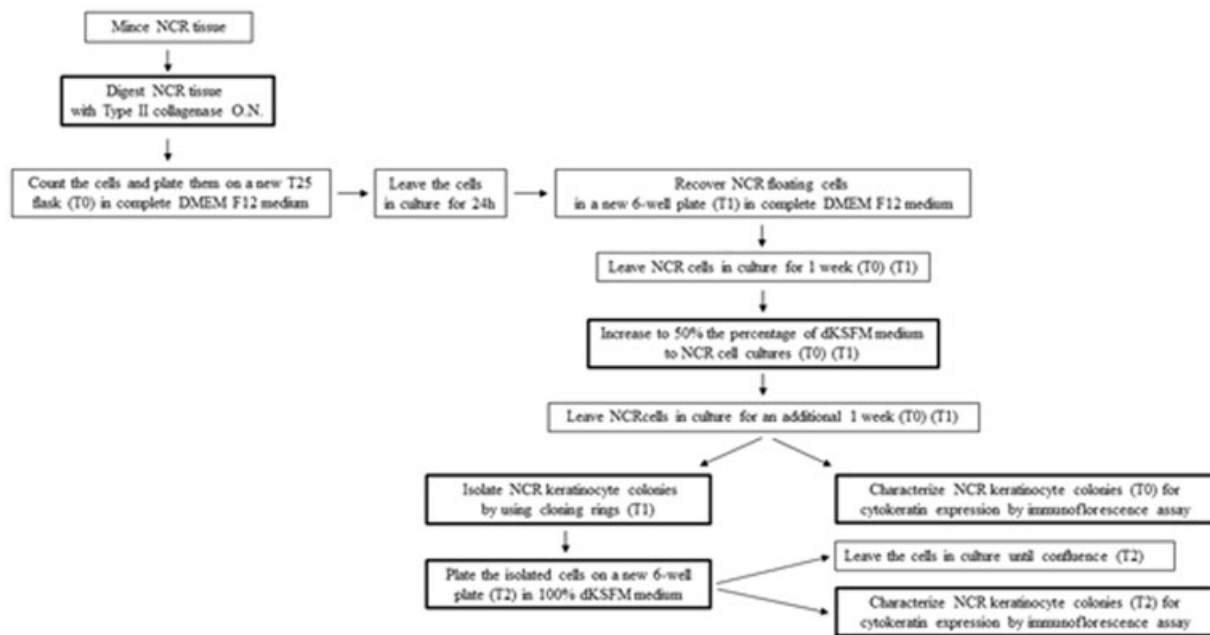 Mince NCR tissue
Digest NCR tissue
with Type II collagenase O.N.
Count the cells and plate them on a new T25
flask (T0) in complete DMEM F12 medium
Leave the cells
in culture for 24h
Recover NCR floating cells
in a new 6-well plate (T1) in complete DMEM F12 medium
Leave NCR cells in culture for 1 week (T0) (T1)
Increase to 50% the percentage of dKSFM medium
to NCR cell cultures (T0) (T1)
Leave NCRcells in culture for an additional 1 week (T0) (T1)
Isolate NCR keratinocyte colonies
by using cloning rings (T1)
Characterize NCR keratinocyte colonies (T0) for
cytokeratin expression by immunoflorescence assay
Plate the isolated cells on a new 6-well
plate (T2) in 100% dKSFM medium
Leave the cells in culture until confluence (T2)
Characterize NCR keratinocyte colonies (T2) for
cytokeratin expression by immunoflorescence assay